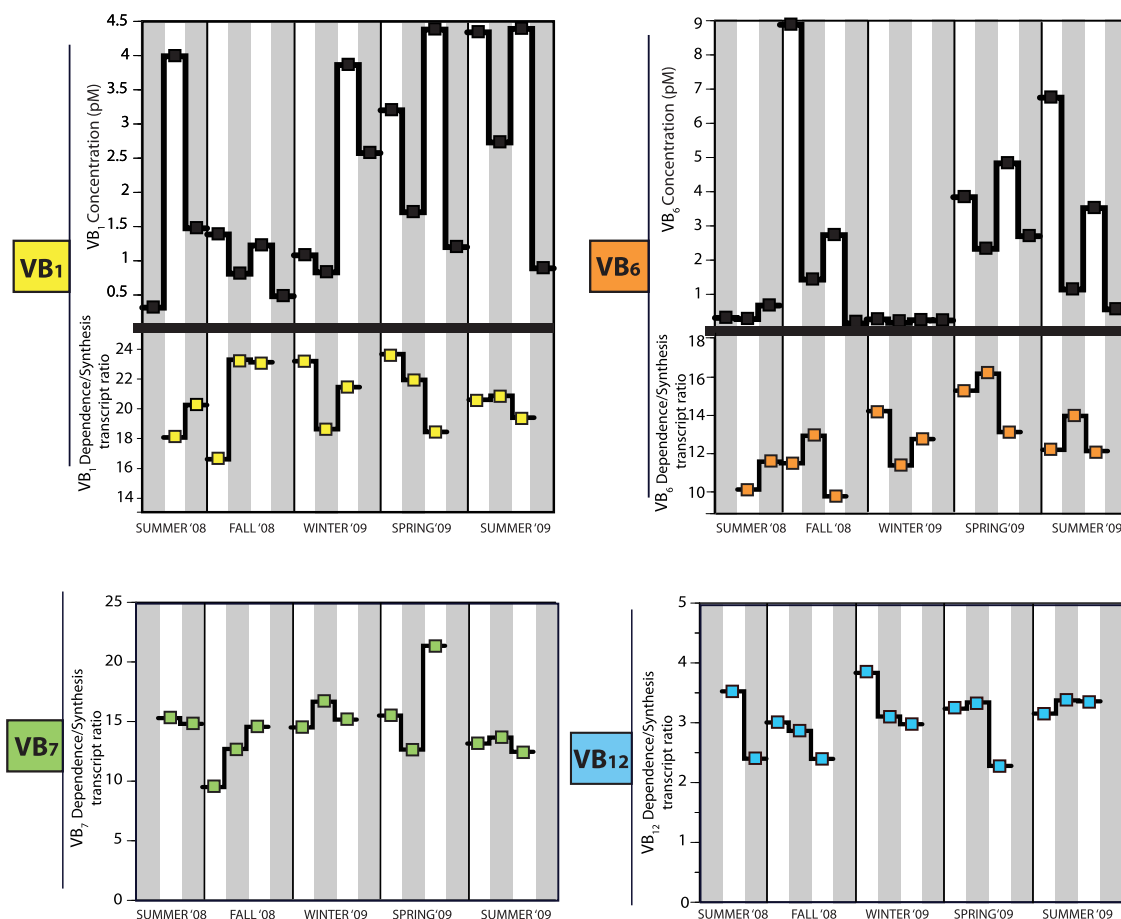 VB1
VB1 Concentration (pM)
4.5
4
3.5
3
2.5
2
1.5
1
0.5
VB1 Dependence/Synthesis
transcript ratio
24
22
20
18
16
14
SUMMER '08 FALL '08 WINTER '09 SPRING'09 SUMMER '09
VB6
VB6 Concentration (pM)
9
8
7
6
5
4
3
2
1
VB6 Dependence/Synthesis
transcript ratio
18
16
14
12
10
SUMMER '08 FALL '08 WINTER '09 SPRING'09 SUMMER '09
VB7
VB7 Dependence/Synthesis
transcript ratio
25
20
15
10
5
0
SUMMER '08 FALL '08 WINTER '09 SPRING'09 SUMMER '09
VB12
VB12 Dependence/Synthesis
transcript ratio
5
4
3
2
1
0
SUMMER '08 FALL '08 WINTER '09 SPRING'09 SUMMER '09